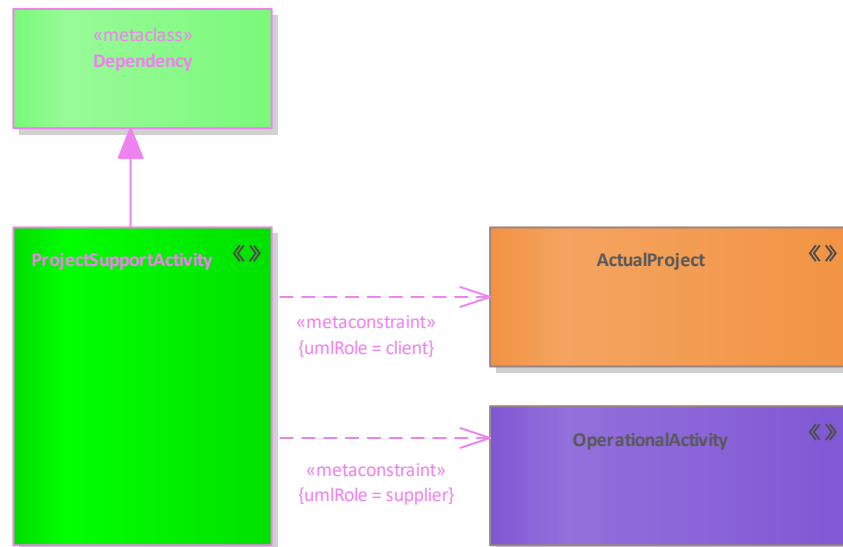 «metaclass»
Dependency
ProjectSupportActivity «»
ActualProject «»
«metaconstraint»
{umlRole = client}
OperationalActivity «»
«metaconstraint»
{umlRole = supplier}